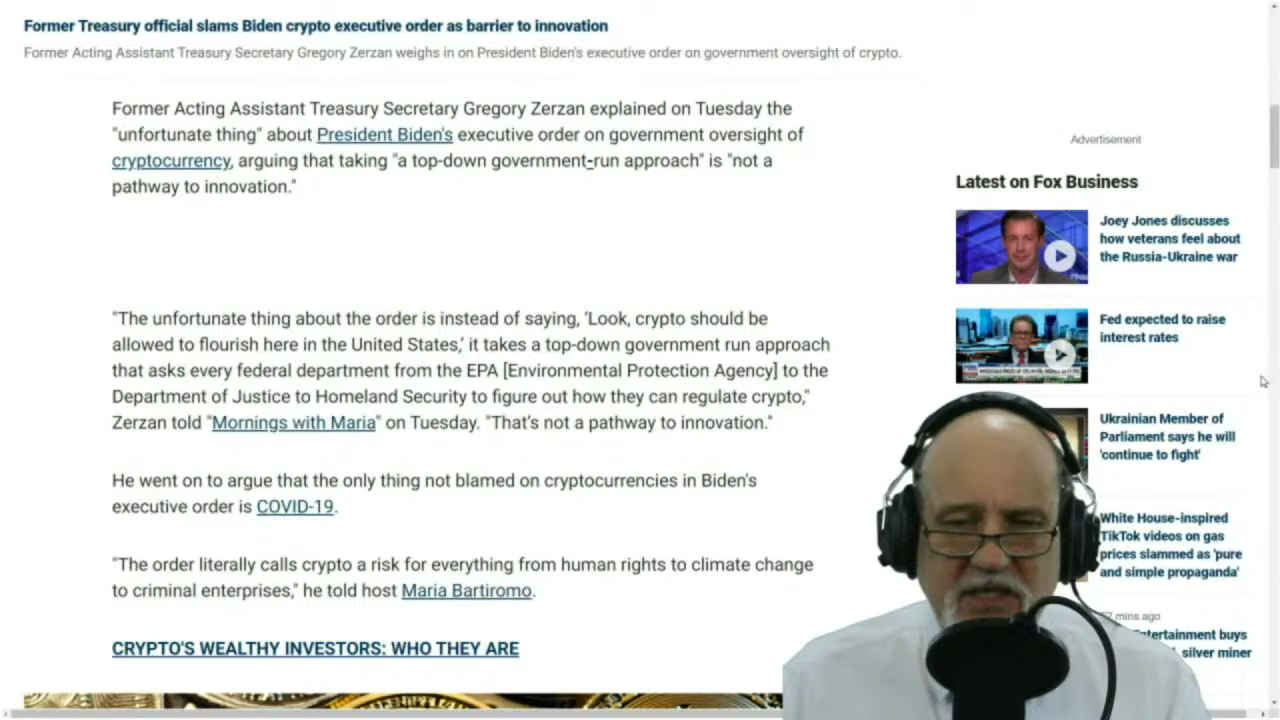 Former Treasury official slams Biden crypto executive order as barrier to innovation
Former Acting Assistant Treasury Secretary Gregory Zerzan weighs in on President Biden's executive order on government oversight of crypto.
Former Acting Assistant Treasury Secretary Gregory Zerzan explained on Tuesday the
"unfortunate thing" about President Biden's executive order on government oversight of
cryptocurrency, arguing that taking "a top-down government-run approach" is "not a
pathway to innovation."
"The unfortunate thing about the order is instead of saying, 'Look, crypto should be
allowed to flourish here in the United States,' it takes a top-down government run approach
that asks every federal department from the EPA [Environmental Protection Agency] to the
Department of Justice to Homeland Security to figure out how they can regulate crypto,"
Zerzan told "Mornings with Maria" on Tuesday. "That's not a pathway to innovation."
He went on to argue that the only thing not blamed on cryptocurrencies in Biden's
executive order is COVID-19.
"The order literally calls crypto a risk for everything from human rights to climate change
to criminal enterprises," he told host Maria Bartiromo.
CRYPTO'S WEALTHY INVESTORS: WHO THEY ARE
Advertisement
Latest on Fox Business
Joey Jones discusses
how veterans feel about
the Russia-Ukraine war
Fed expected to raise
interest rates
Ukrainian Member of
Parliament says he will
'continue to fight'
White House-inspired
TikTok videos on gas
prices slammed as 'pure
and simple propaganda'
mins ago
buys
silver miner